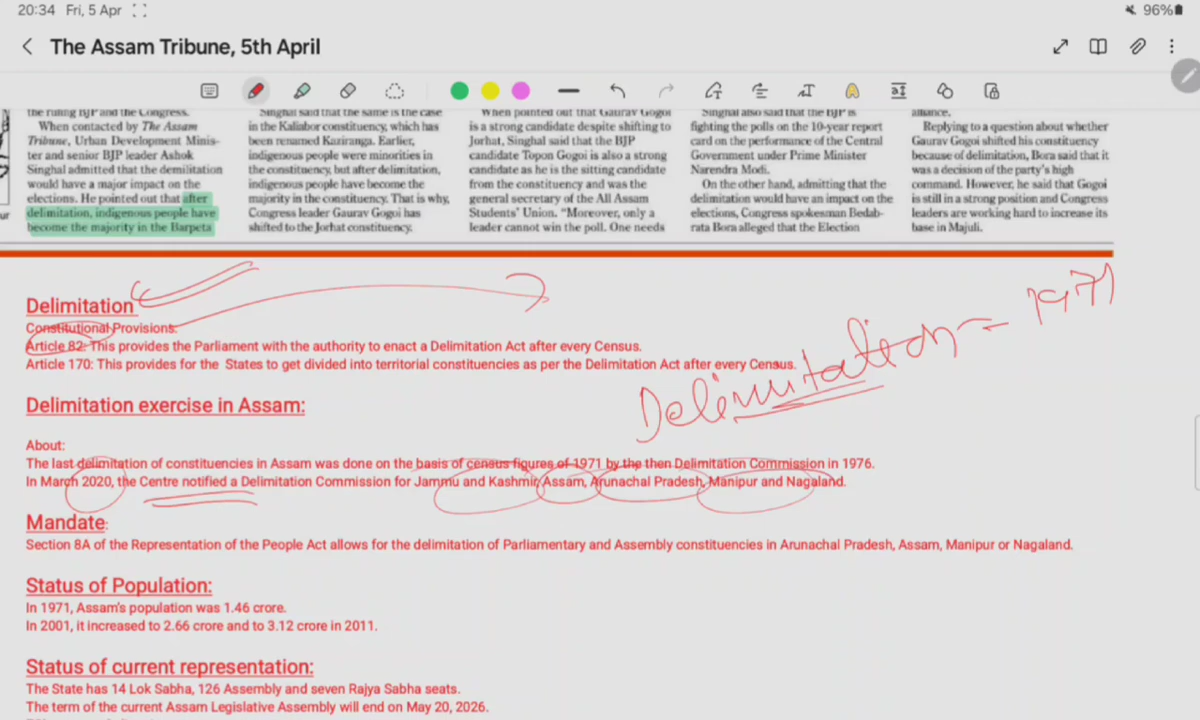 20:34 Fri, 5 Apr
96%
The Assam Tribune, 5th April
the ruling BJP and the Congress.
When contacted by The Assam
Tribune, Urban Development Minis-
ter and senior BJP leader Ashok
Singhal admitted that the demilitation
would have a major impact on the
elections. He pointed out that after
delimitation, indigenous people have
become the majority in the Barpeta
Singhal said that the same is the case
in the Kaliabor constituency, which has
been renamed Kaziranga. Earlier,
indigenous people were minorities in
the constituency, but after delimitation,
indigenous people have become the
majority in the constituency. That is why,
Congress leader Gaurav Gogoi has
shifted to the Jorhat constituency.
When pointed out that Gaurav Gogoi
is a strong candidate despite shifting to
Jorhat, Singhal said that the BJP
candidate Topon Gogoi is also a strong
candidate as he is the sitting candidate
from the constituency and was the
general secretary of the All Assam
Students' Union. "Moreover, only a
leader cannot win the poll. One needs
Singhal also said that the BJP is
fighting the polls on the 10-year report
card on the performance of the Central
Government under Prime Minister
Narendra Modi.
On the other hand, admitting that the
delimitation would have an impact on the
elections, Congress spokesman Bedab-
rata Bora alleged that the Election
alliance.
Replying to a question about whether
Gaurav Gogoi shifted his constituency
because of delimitation, Bora said that it
was a decision of the party's high
command. However, he said that Gogoi
is still in a strong position and Congress
leaders are working hard to increase its
base in Majuli.
Delimitation
Constitutional Provisions:
Article 82: This provides the Parliament with the authority to enact a Delimitation Act after every Census.
Article 170: This provides for the States to get divided into territorial constituencies as per the Delimitation Act after every Census.
Delimitation - 1971
Delimitation exercise in Assam:
About:
The last delimitation of constituencies in Assam was done on the basis of census figures of 1971 by the then Delimitation Commission in 1976.
In March 2020, the Centre notified a Delimitation Commission for Jammu and Kashmir, Assam, Arunachal Pradesh, Manipur and Nagaland.
Mandate:
Section 8A of the Representation of the People Act allows for the delimitation of Parliamentary and Assembly constituencies in Arunachal Pradesh, Assam, Manipur or Nagaland.
Status of Population:
In 1971, Assam's population was 1.46 crore.
In 2001, it increased to 2.66 crore and to 3.12 crore in 2011.
Status of current representation:
The State has 14 Lok Sabha, 126 Assembly and seven Rajya Sabha seats.
The term of the current Assam Legislative Assembly will end on May 20, 2026.